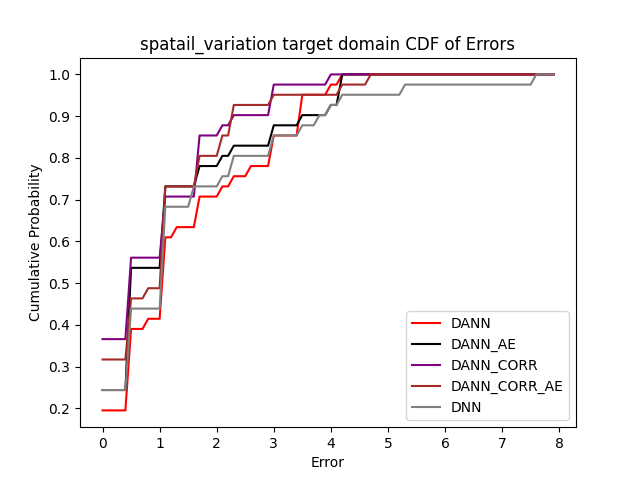 spatail_variation target domain CDF of Errors
Cumulative Probability
1.0
0.9
0.8
0.7
0.6
0.5
0.4
0.3
0.2
DANN
DANN_AE
DANN_CORR
DANN_CORR_AE
DNN
0 1 2 3 4 5 6 7 8
Error